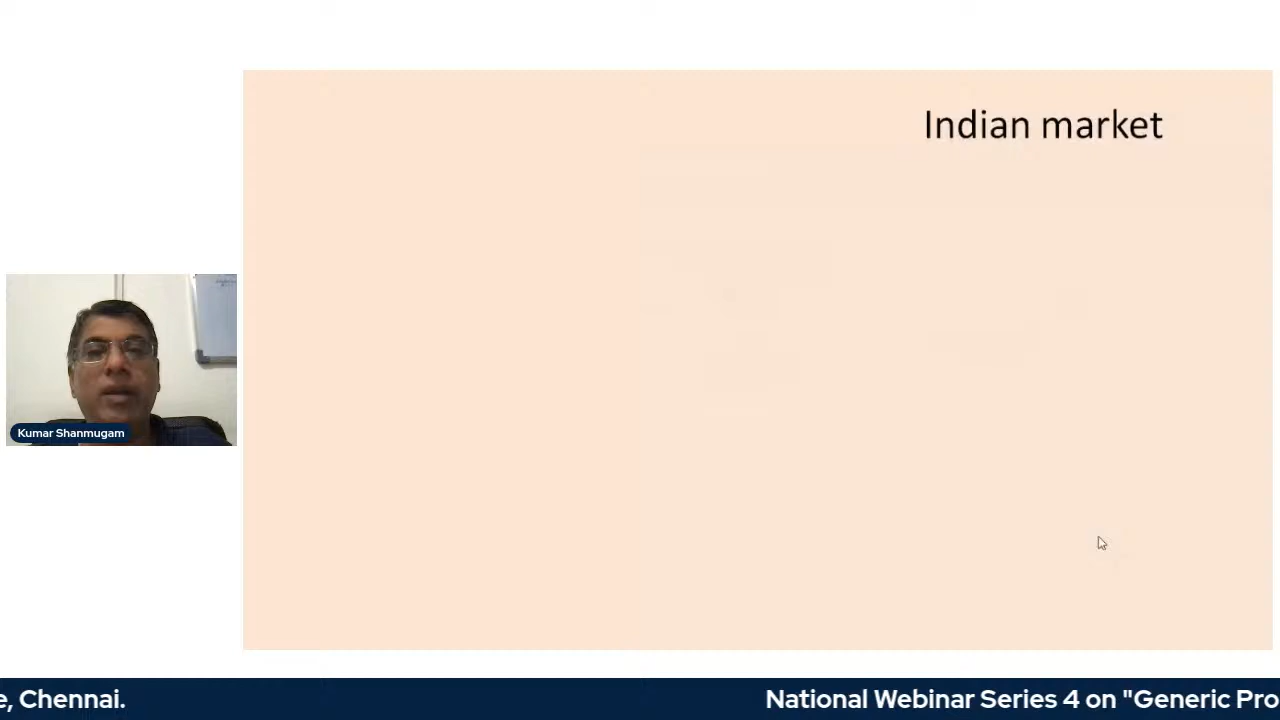 Indian market
Kumar Shanmugam
e, Chennai.
National Webinar Series 4 on "Generic Pro